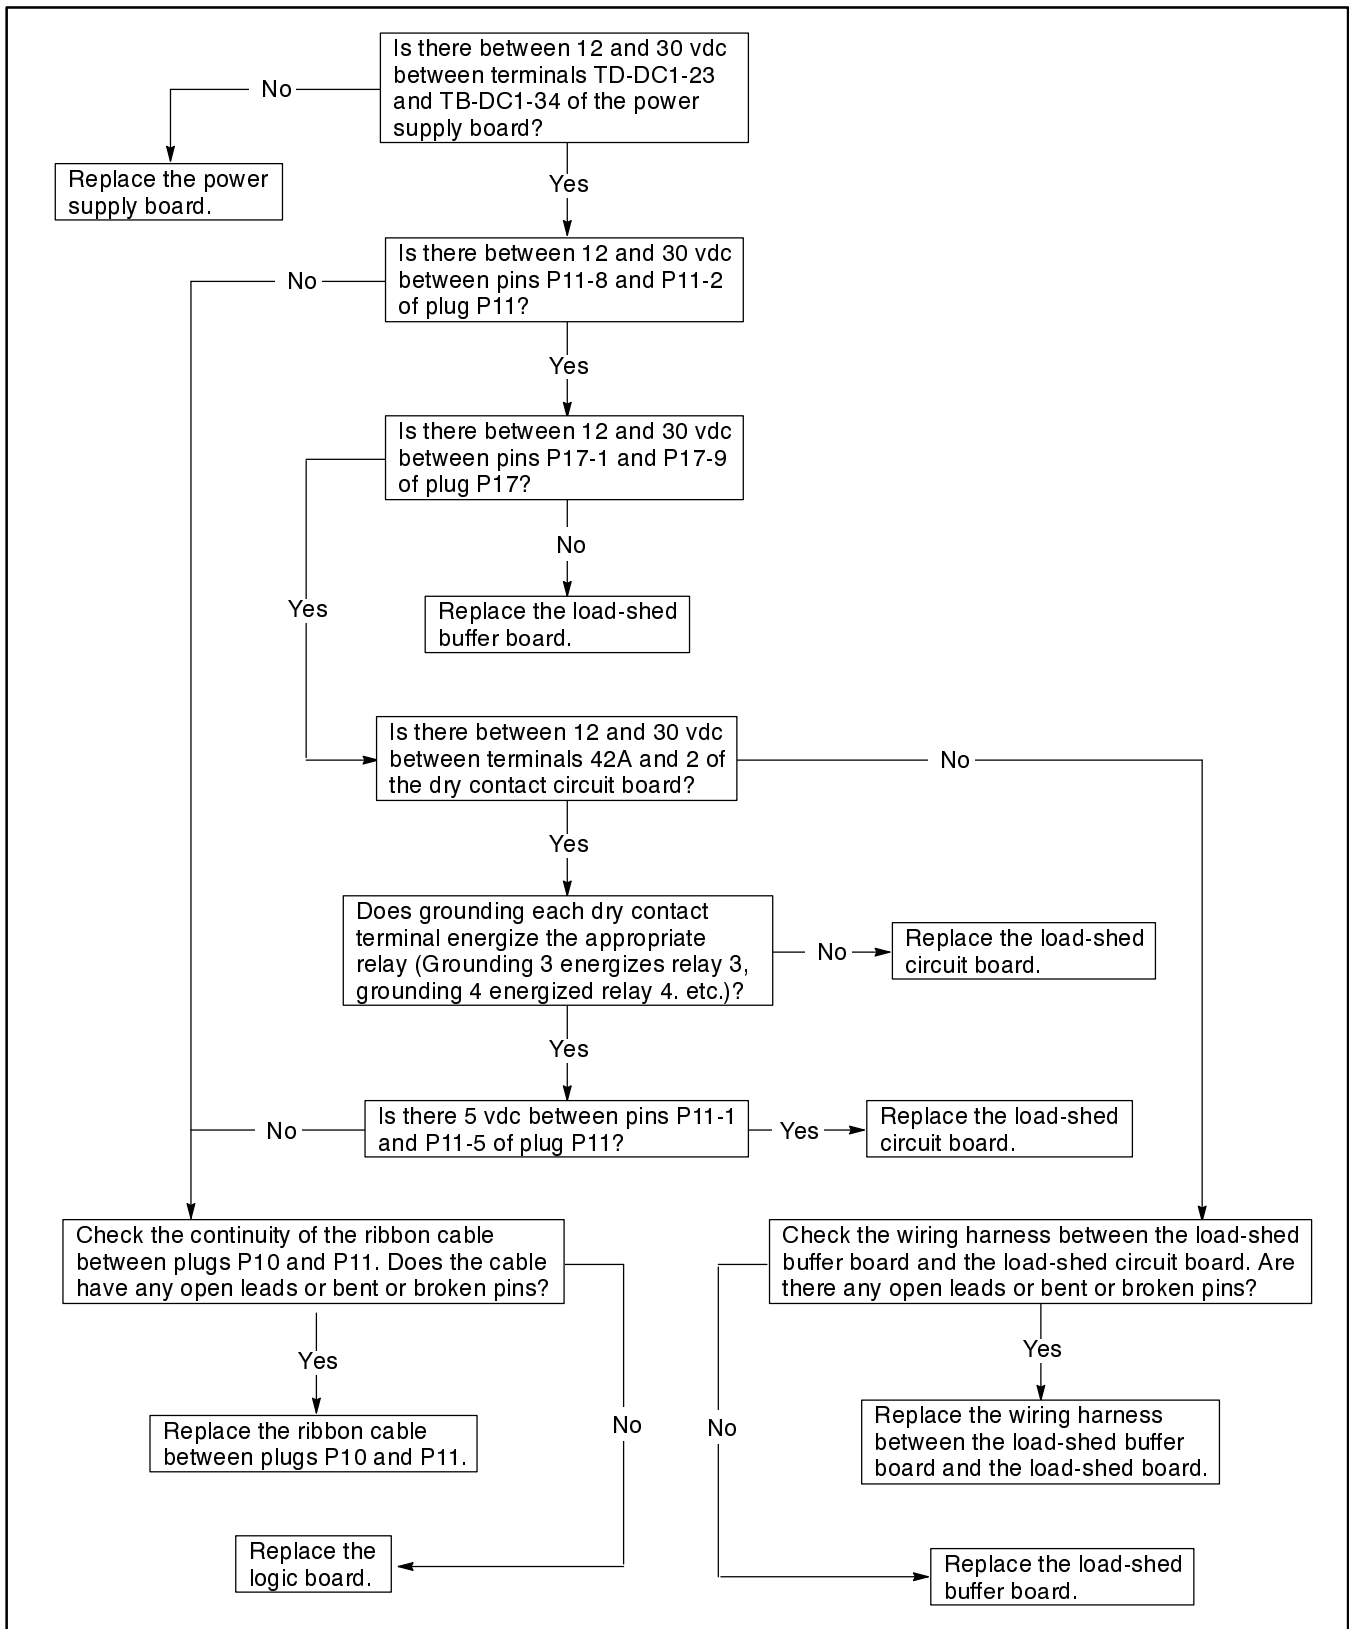 Is there between 12 and 30 vdc
between terminals TD-DC1-23
and TB-DC1-34 of the power
supply board?
No
Replace the power
supply board.
Yes
Is there between 12 and 30 vdc
between pins P11-8 and P11-2
of plug P11?
No
Yes
Is there between 12 and 30 vdc
between pins P17-1 and P17-9
of plug P17?
No
Replace the load-shed
buffer board.
Yes
Is there between 12 and 30 vdc
between terminals 42A and 2 of
the dry contact circuit board?
No
Yes
Does grounding each dry contact
terminal energize the appropriate
relay (Grounding 3 energizes relay 3,
grounding 4 energized relay 4. etc.)?
No
Replace the load-shed
circuit board.
Yes
Is there 5 vdc between pins P11-1
and P11-5 of plug P11?
No
Yes
Replace the load-shed
circuit board.
Check the continuity of the ribbon cable
between plugs P10 and P11. Does the cable
have any open leads or bent or broken pins?
Yes
Replace the ribbon cable
between plugs P10 and P11.
No
Replace the
logic board.
Check the wiring harness between the load-shed
buffer board and the load-shed circuit board. Are
there any open leads or bent or broken pins?
Yes
Replace the wiring harness
between the load-shed buffer
board and the load-shed board.
No
Replace the load-shed
buffer board.